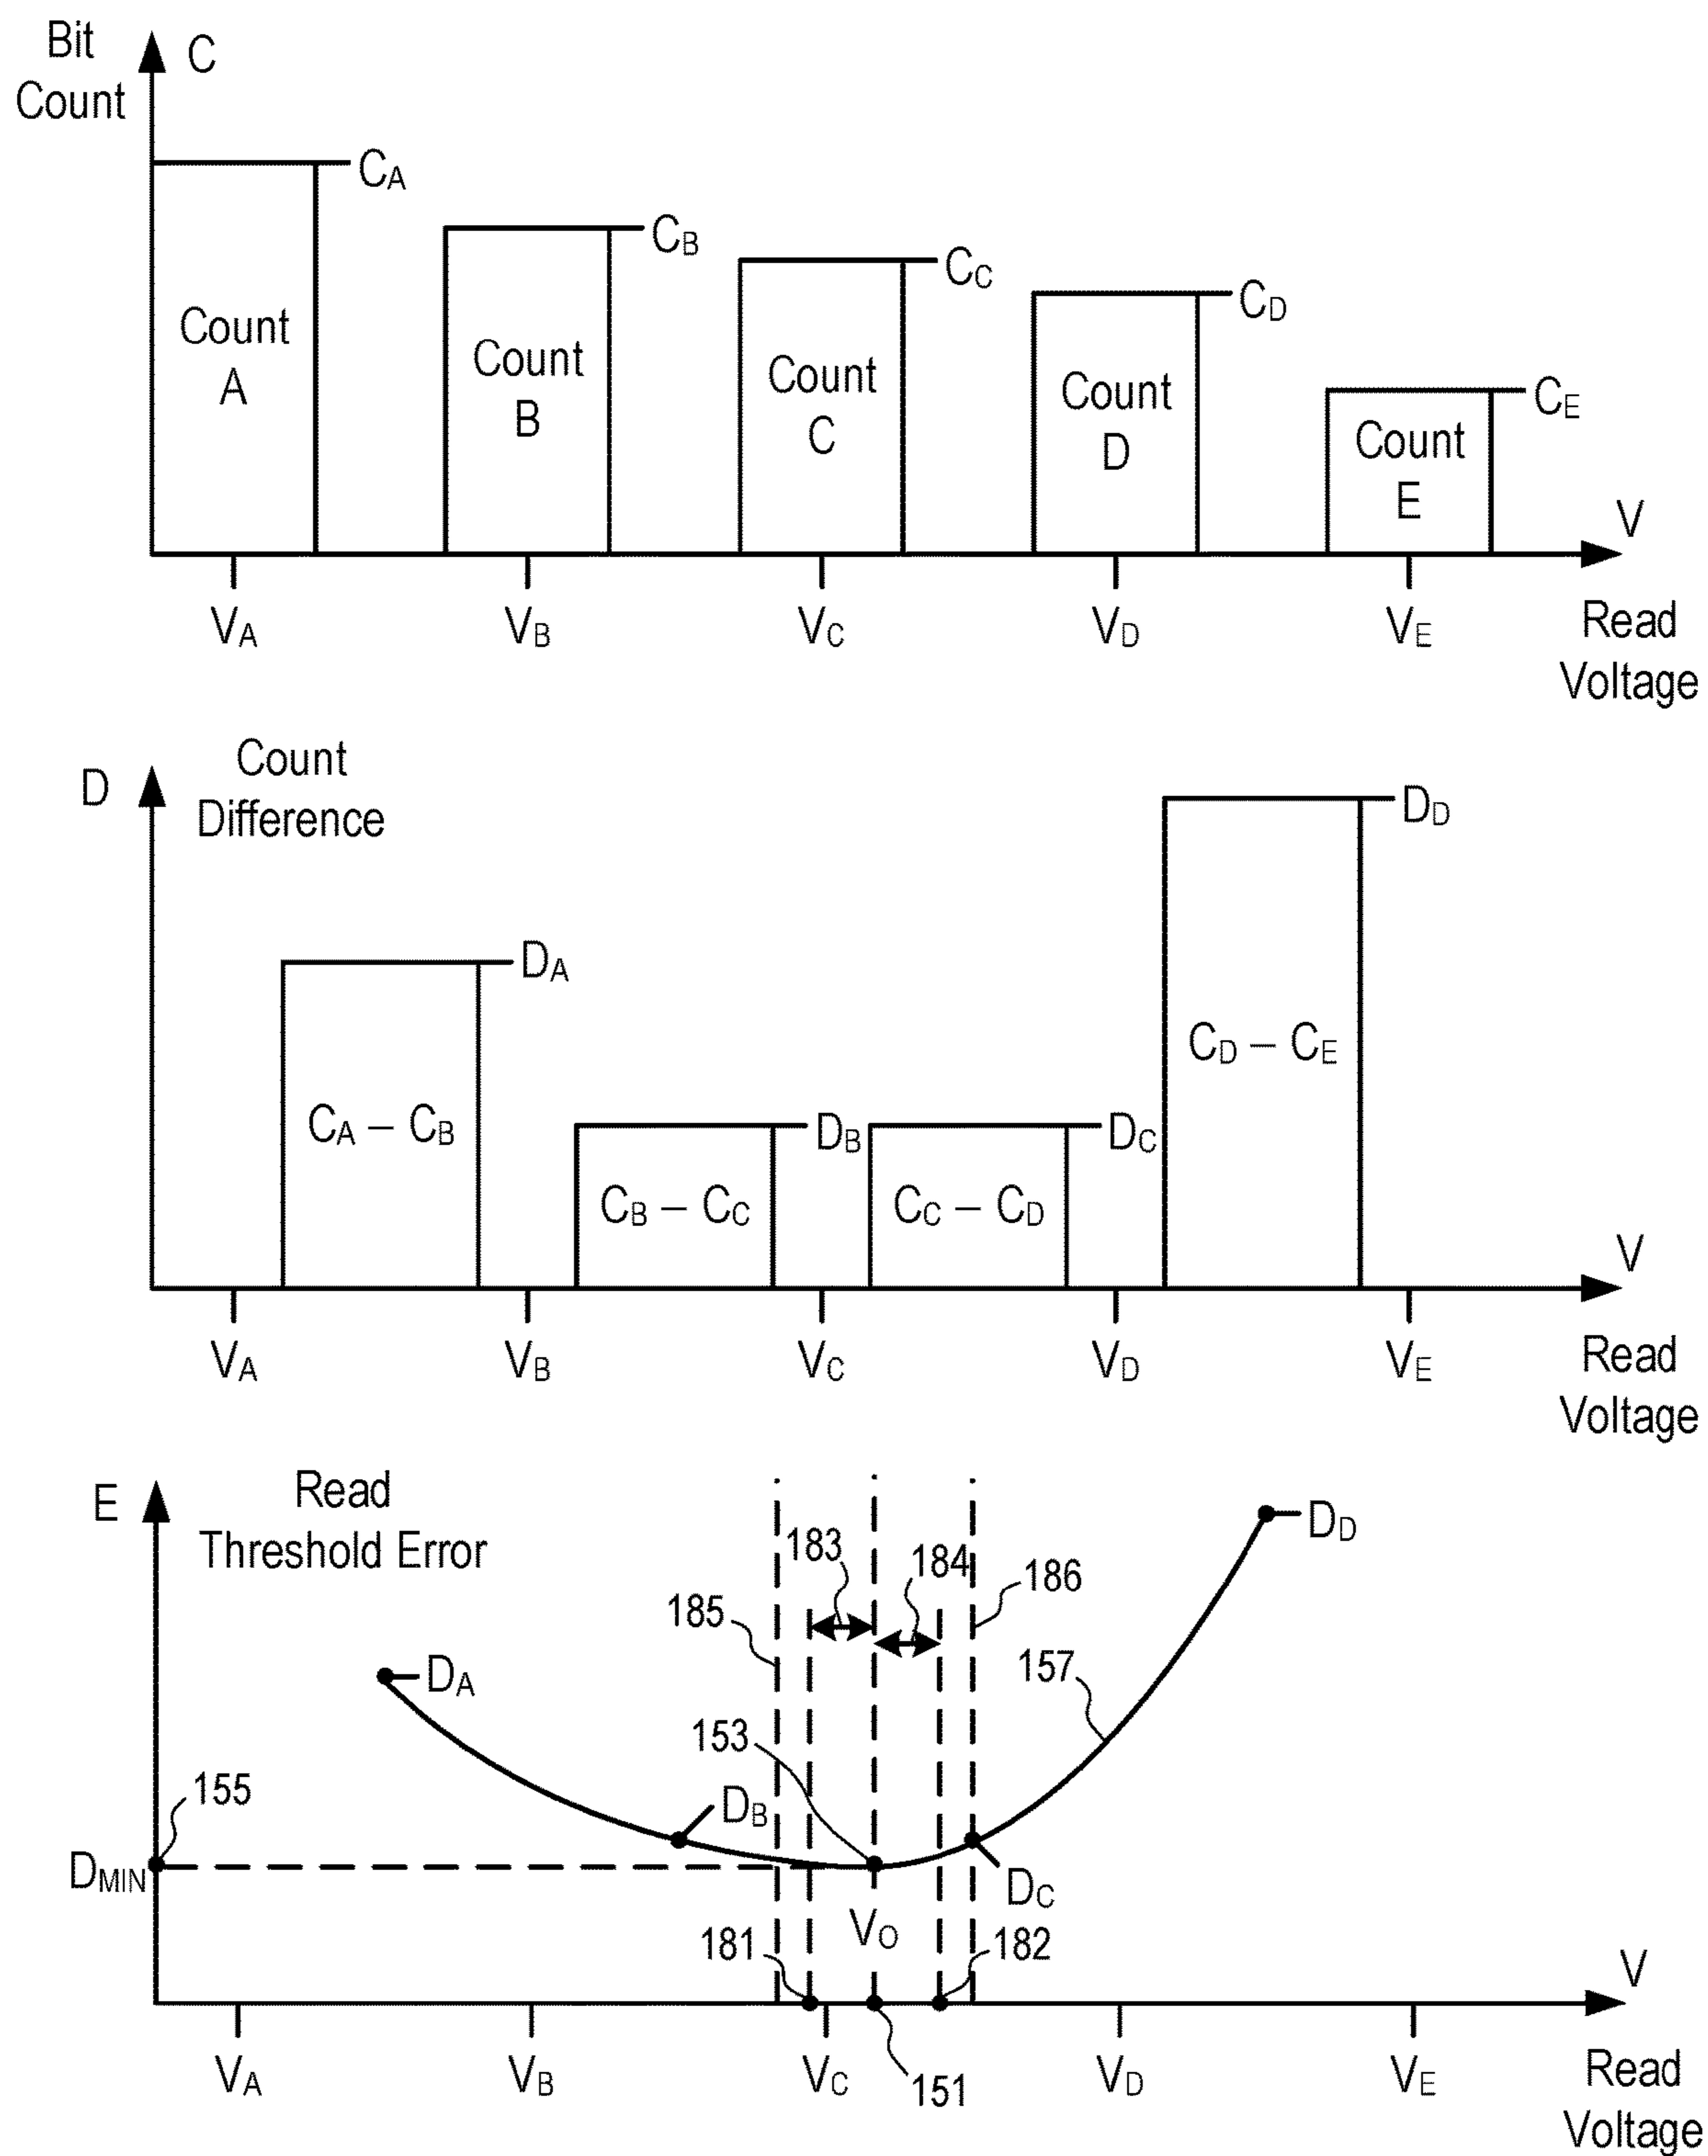 Bit
Count
C
C_A
C_B
C_C
C_D
C_E
Count
A
Count
B
Count
C
Count
D
Count
E
V
V_A V_B V_C V_D V_E
Read
Voltage
D
Count
Difference
D_D
D_A
C_D – C_E
C_A – C_B
D_B
D_C
C_B – C_C
C_C – C_D
V
V_A V_B V_C V_D V_E
Read
Voltage
E
Read
Threshold Error
D_D
183
184
186
185
D_A
157
153
155
D_B
D_MIN
D_C
V_O
181
182
V
V_A V_B V_C V_D V_E
151
Read
Voltage